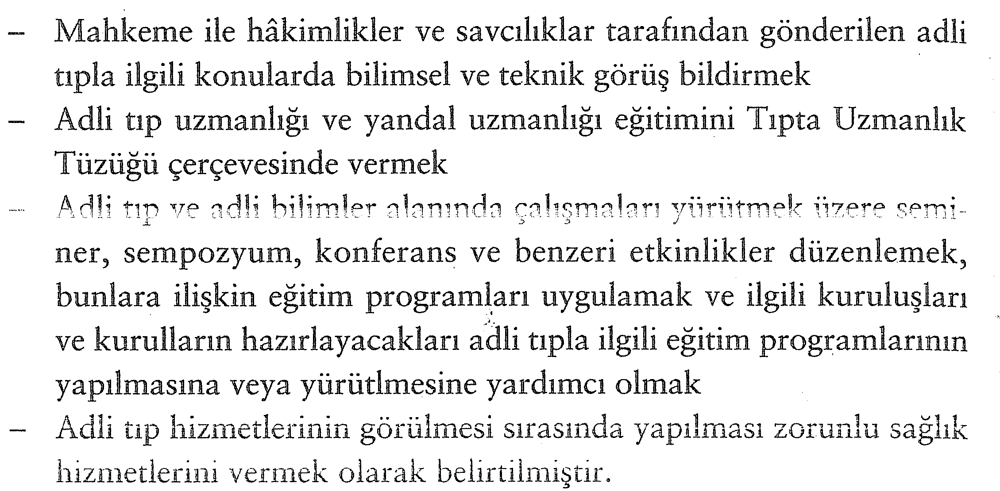 – Mahkeme ile hâkimlikler ve savcılıklar tarafından gönderilen adli
tıpla ilgili konularda bilimsel ve teknik görüş bildirmek
– Adli tıp uzmanlığı ve yandal uzmanlığı eğitimini Tıpta Uzmanlık
Tüzüğü çerçevesinde vermek
– Adli tıp ve adli bilimler alanında çalışmaları yürütmek üzere semi-
ner, sempozyum, konferans ve benzeri etkinlikler düzenlemek,
bunlara ilişkin eğitim programları uygulamak ve ilgili kuruluşları
ve kurulların hazırlayacakları adli tıpla ilgili eğitim programlarının
yapılmasına veya yürütlmesine yardımcı olmak
– Adli tıp hizmetlerinin görülmesi sırasında yapılması zorunlu sağlık
hizmetlerini vermek olarak belirtilmiştir.